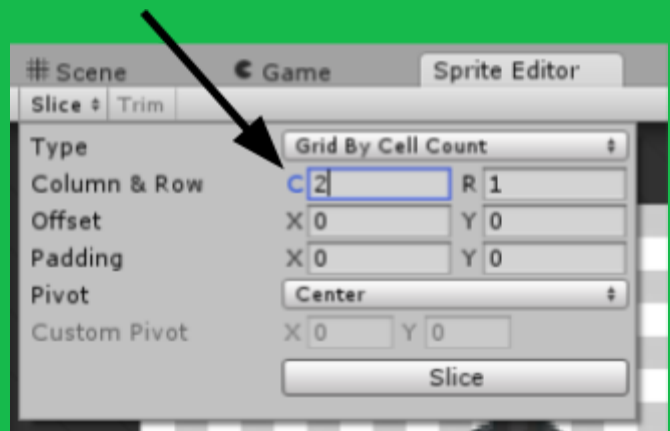 Scene Game Sprite Editor
Slice Trim
Type Grid By Cell Count
Column & Row C 2 R 1
Offset X 0 Y 0
Padding X 0 Y 0
Pivot Center
Custom Pivot X 0 Y 0
Slice